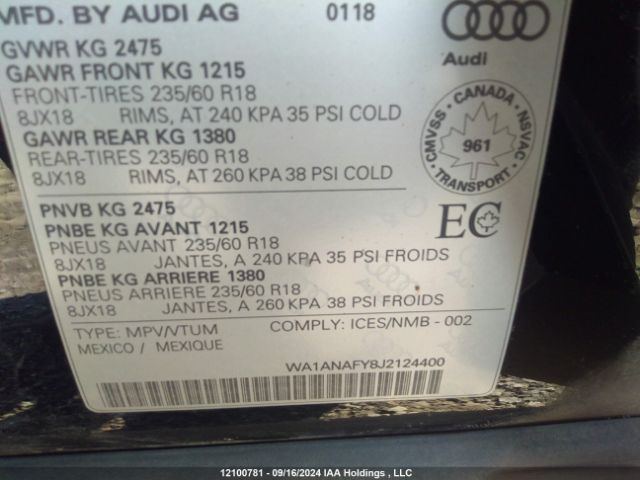 MFD. BY AUDI AG 0118
GVWR KG 2475
GAWR FRONT KG 1215
FRONT-TIRES 235/60 R18
8JX18 RIMS, AT 240 KPA 35 PSI COLD
GAWR REAR KG 1380
REAR-TIRES 235/60 R18
8JX18 RIMS, AT 260 KPA 38 PSI COLD
Audi
CANADA
CMVSS NSVAC
961
TRANSPORT
PNVB KG 2475
PNBE KG AVANT 1215
PNEUS AVANT 235/60 R18
8JX18 JANTES, A 240 KPA 35 PSI FROIDS
PNBE KG ARRIERE 1380
PNEUS ARRIERE 235/60 R18
8JX18 JANTES, A 260 KPA 38 PSI FROIDS
EC
TYPE: MPV/VTUM COMPLY: ICES/NMB - 002
MEXICO / MEXIQUE
WA1ANAFY8J2124400
12100781 - 09/16/2024 IAA Holdings , LLC